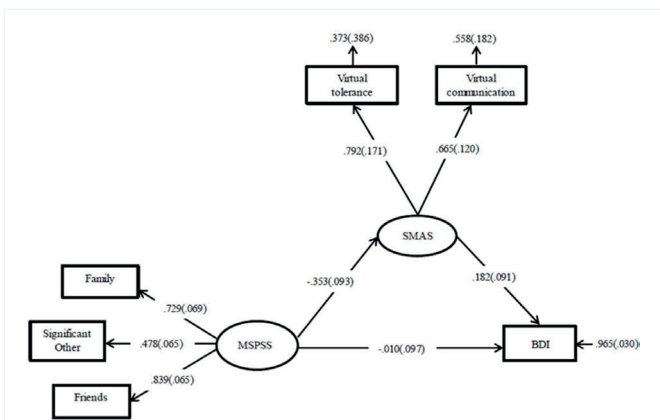 .373(.386)
.558(.182)
Virtual
tolerance
Virtual
communication
.792(.171)
.665(.120)
SMAS
Family
-.353(.093)
.182(.091)
.729(.069)
Significant
Other
.478(.065)
MSPSS
-.010(.097)
BDI
.965(.030)
.839(.065)
Friends